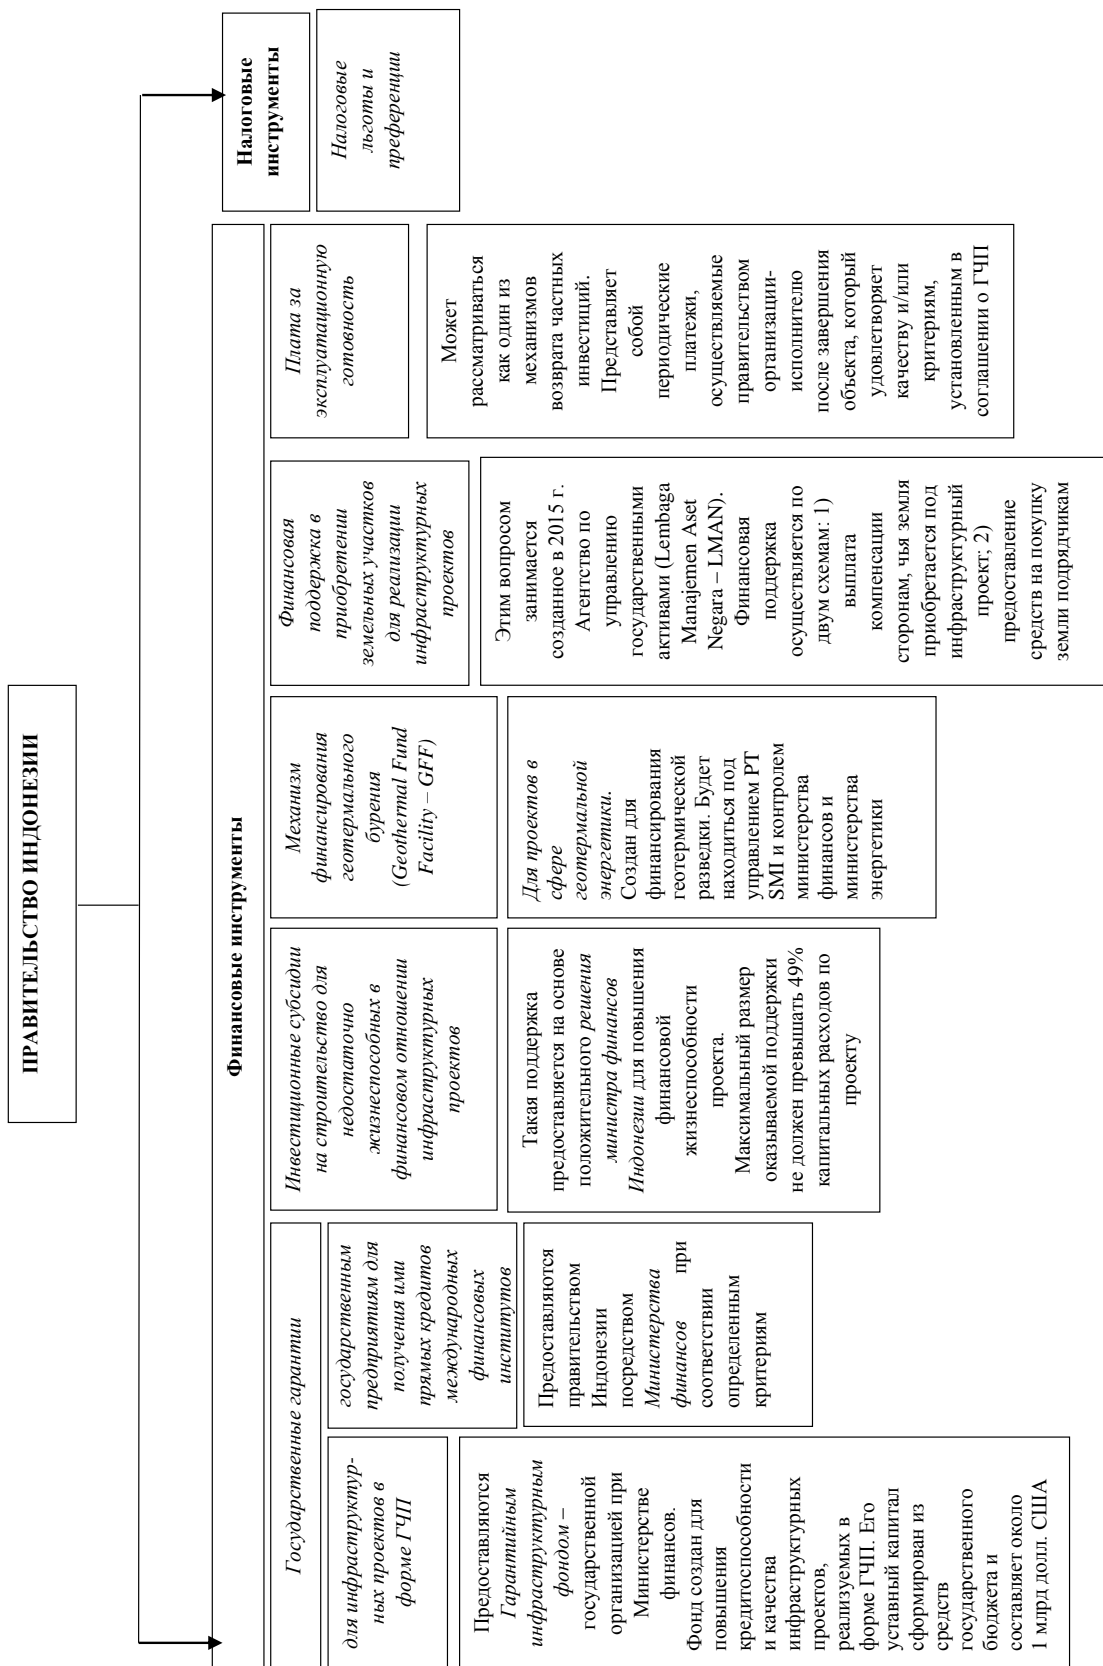 ПРАВИТЕЛЬСТВО ИНДОНЕЗИИ
Финансовые инструменты
Налоговые
инструменты
Государственные гарантии
для инфраструктур-
ных проектов в
форме ГЧП
Предоставляются
Гарантийным
инфраструктурным
фондом –
государственной
организацией при
Министерстве
финансов.
Фонд создан для
повышения
кредитоспособности
и качества
инфраструктурных
проектов,
реализуемых в
форме ГЧП. Его
уставный капитал
сформирован из
средств
государственного
бюджета и
составляет около
1 млрд долл. США
государственным
предприятиям для
получения ими
прямых кредитов
международных
финансовых
институтов
Предоставляются
правительством
Индонезии
посредством
Министерства
финансов при
соответствии
определенным
критериям
Инвестиционные субсидии
на строительство для
недостаточно
жизнеспособных в
финансовом отношении
инфраструктурных
проектов
Такая поддержка
предоставляется на основе
положительного решения
министра финансов
Индонезии для повышения
финансовой
жизнеспособности
проекта.
Максимальный размер
оказываемой поддержки
не должен превышать 49%
капитальных расходов по
проекту
Механизм
финансирования
геотермального
бурения
(Geothermal Fund
Facility – GFF)
Для проектов в
сфере
геотермальной
энергетики.
Создан для
финансирования
геотермической
разведки. Будет
находиться под
управлением PT
SMI и контролем
министерства
финансов и
министерства
энергетики
Финансовая
поддержка в
приобретении
земельных участков
для реализации
инфраструктурных
проектов
Этим вопросом
занимается
созданное в 2015 г.
Агентство по
управлению
государственными
активами (Lembaga
Manajemen Aset
Negara – LMAN).
Финансовая
поддержка
осуществляется по
двум схемам: 1)
выплата
компенсации
сторонам, чья земля
приобретается под
инфраструктурный
проект; 2)
предоставление
средств на покупку
земли подрядчикам
Плата за
эксплуатационную
готовность
Может
рассматриваться
как один из
механизмов
возврата частных
инвестиций.
Представляет
собой
периодические
платежи,
осуществляемые
правительством
организации-
исполнителю
после завершения
объекта, который
удовлетворяет
качеству и/или
критериям,
установленным в
соглашении о ГЧП
Налоговые
льготы и
преференции